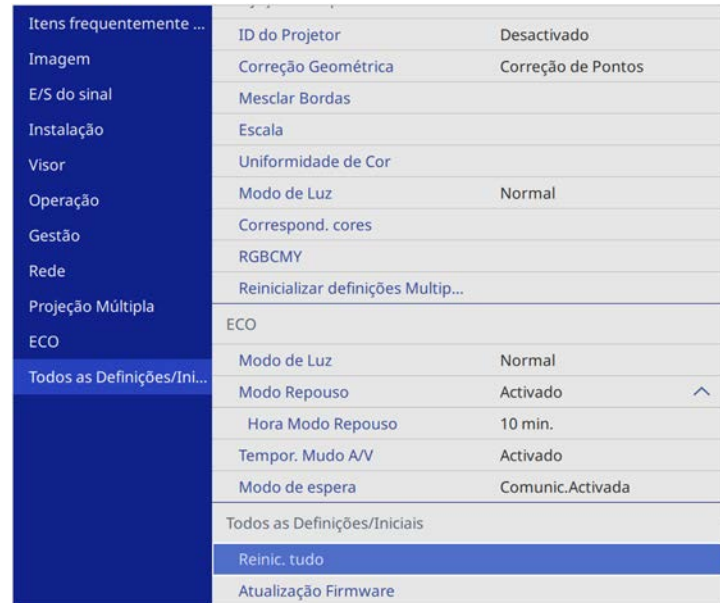 Itens frequentemente ...
Imagem
E/S do sinal
Instalação
Visor
Operação
Gestão
Rede
Projeção Múltipla
ECO
Todos as Definições/Ini...
ID do Projetor Desactivado
Correção Geométrica Correção de Pontos
Mesclar Bordas
Escala
Uniformidade de Cor
Modo de Luz Normal
Correspond. cores
RGBCMY
Reinicializar definições Multip...
ECO
Modo de Luz Normal
Modo Repouso Activado
Hora Modo Repouso 10 min.
Tempor. Mudo A/V Activado
Modo de espera Comunic.Activada
Todos as Definições/Iniciais
Reinic. tudo
Atualização Firmware